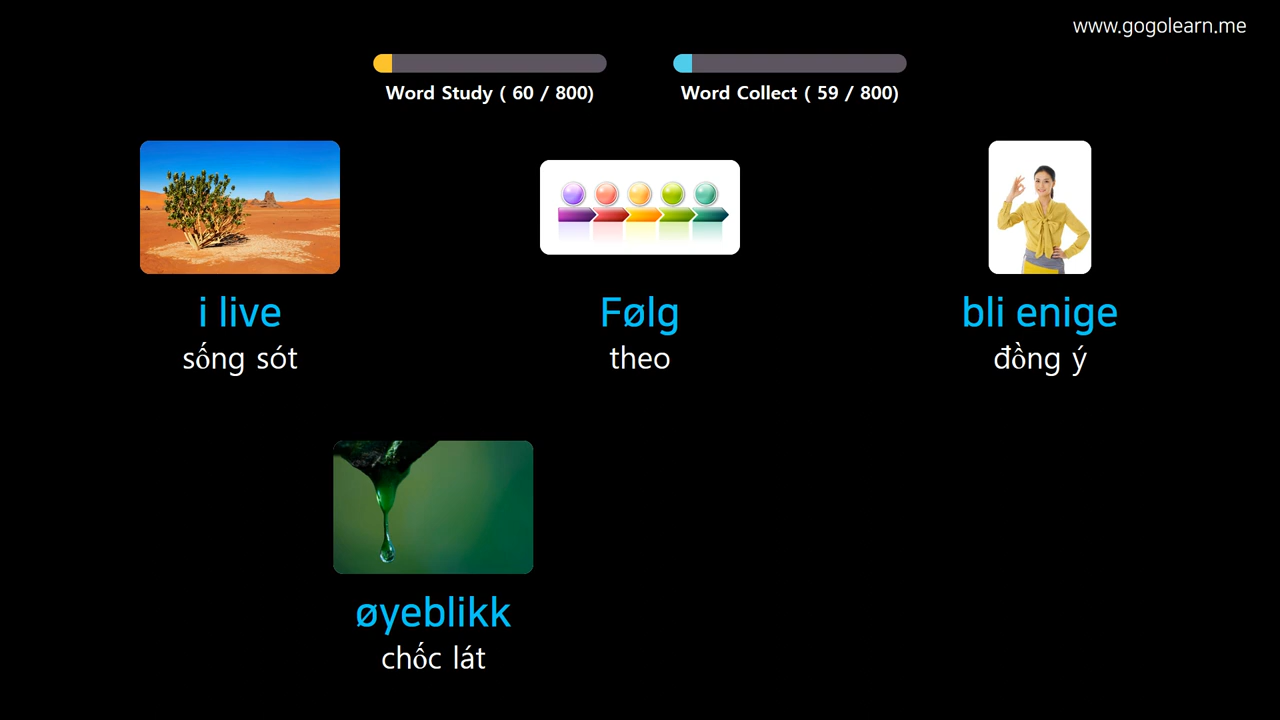 www.gogolearn.me
Word Study ( 60 / 800)
Word Collect ( 59 / 800)
i live
sống sót
Følg
theo
bli enige
đồng ý
øyeblikk
chốc lát